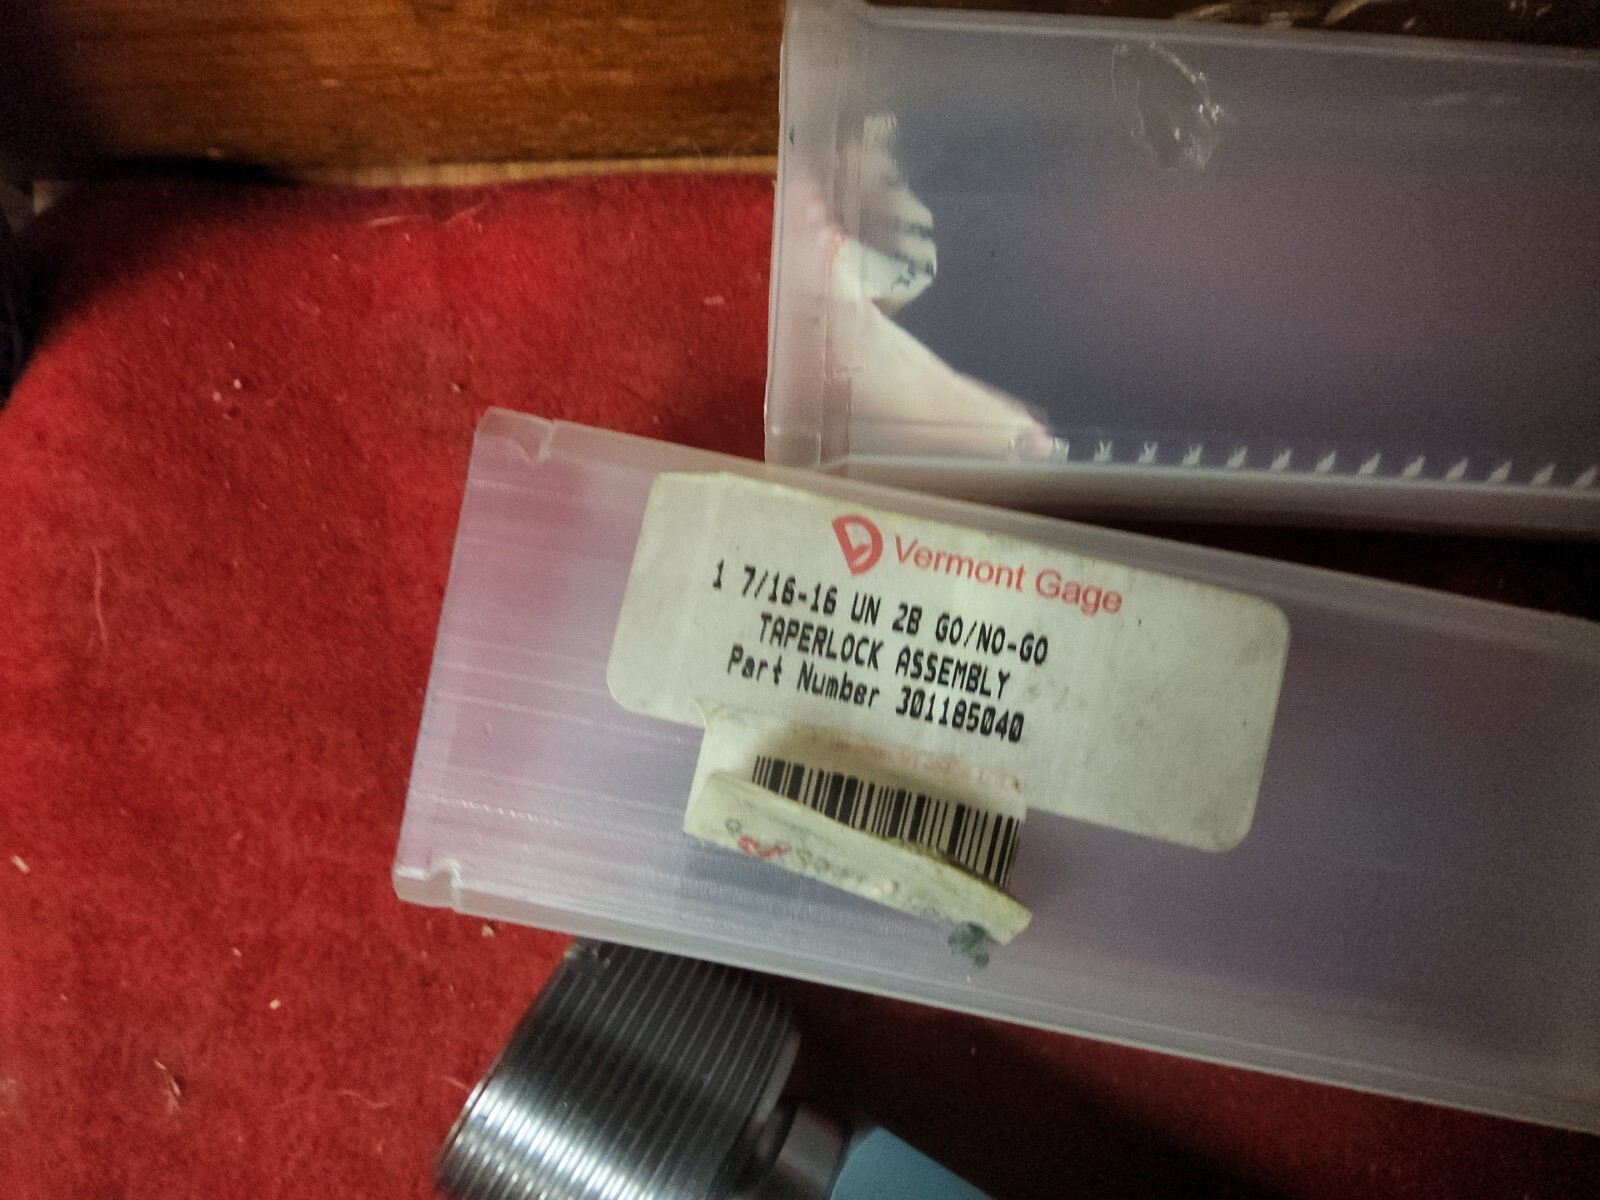 Vermont Gage
1 7/16-16 UN 2B GO/NO-GO
TAPERLOCK ASSEMBLY
Part Number 301185040